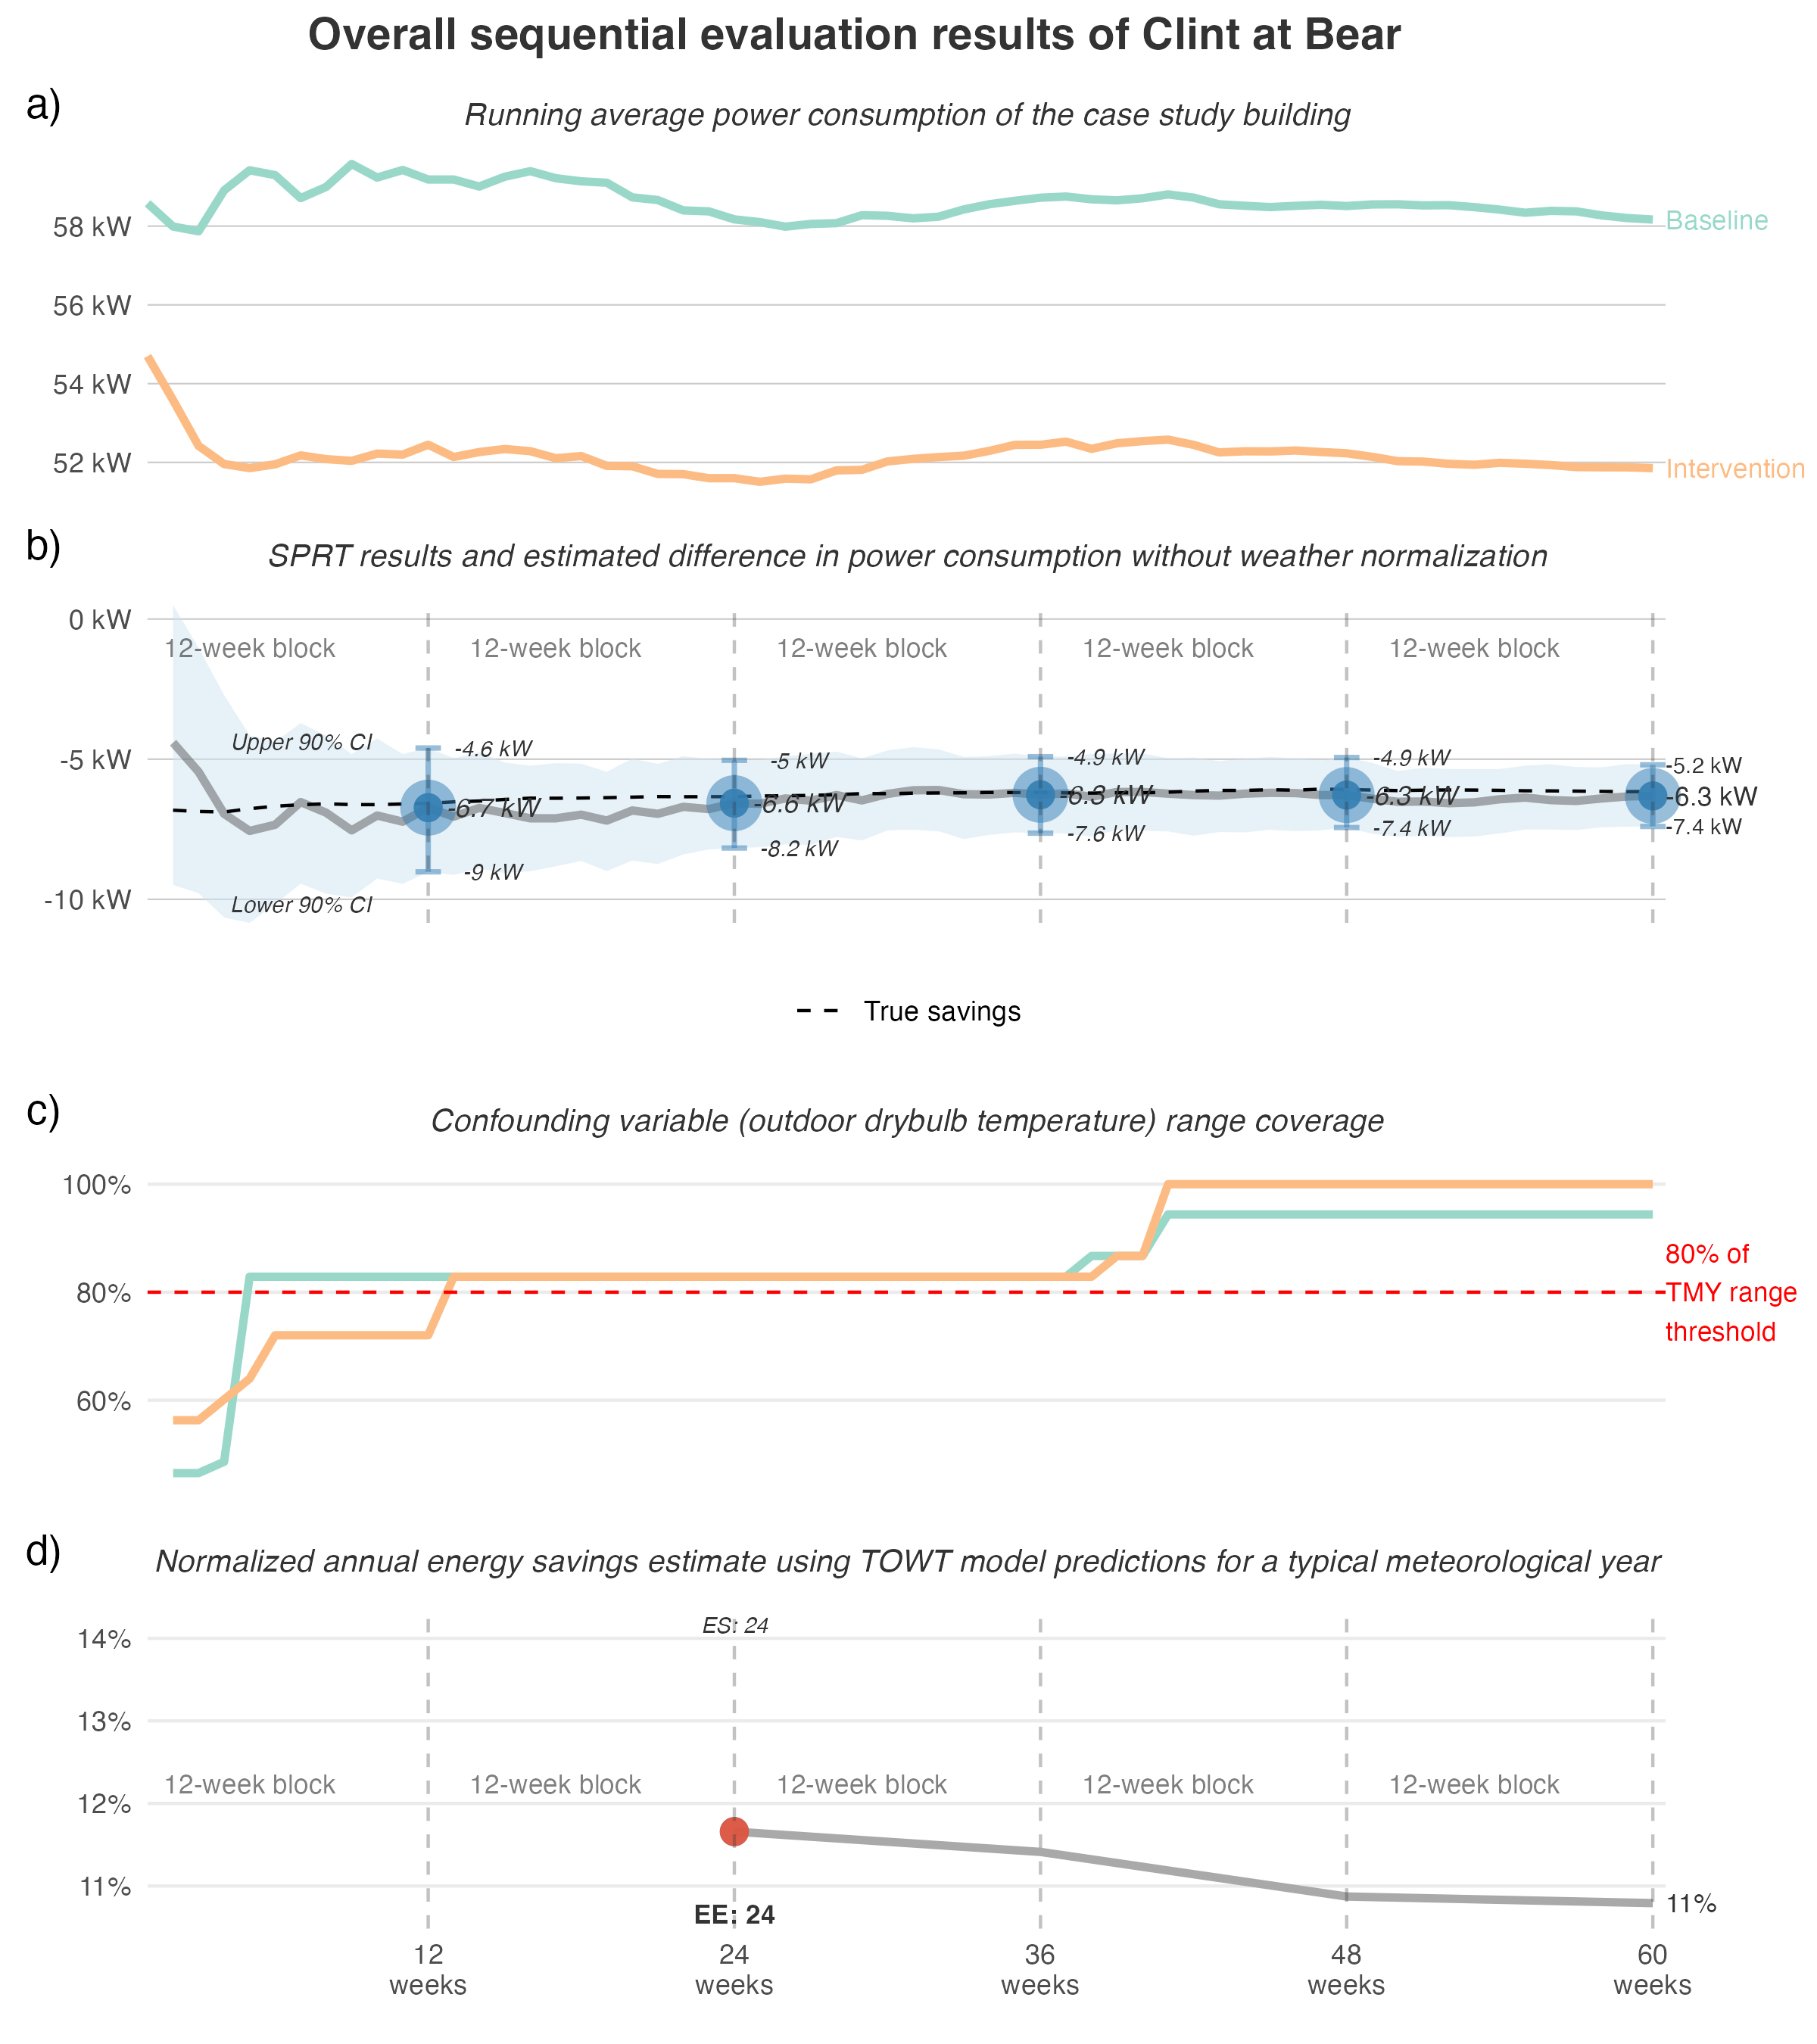 Overall sequential evaluation results of Clint at Bear
a)
Running average power consumption of the case study building
58 kW
56 kW
54 kW
52 kW
Baseline
Intervention
b)
SPRT results and estimated difference in power consumption without weather normalization
0 kW
-5 kW
-10 kW
12-week block
12-week block
12-week block
12-week block
12-week block
Upper 90% CI
Lower 90% CI
-4.6 kW
-6.7 kW
-9 kW
-5 kW
-6.6 kW
-8.2 kW
-4.9 kW
-6.3 kW
-7.6 kW
-4.9 kW
-6.3 kW
-7.4 kW
-5.2 kW
-6.3 kW
-7.4 kW
True savings
c)
Confounding variable (outdoor drybulb temperature) range coverage
100%
80%
60%
80% of
TMY range
threshold
d)
Normalized annual energy savings estimate using TOWT model predictions for a typical meteorological year
14%
13%
12%
11%
ES: 24
12-week block
12-week block
12-week block
12-week block
12-week block
EE: 24
11%
12
weeks
24
weeks
36
weeks
48
weeks
60
weeks